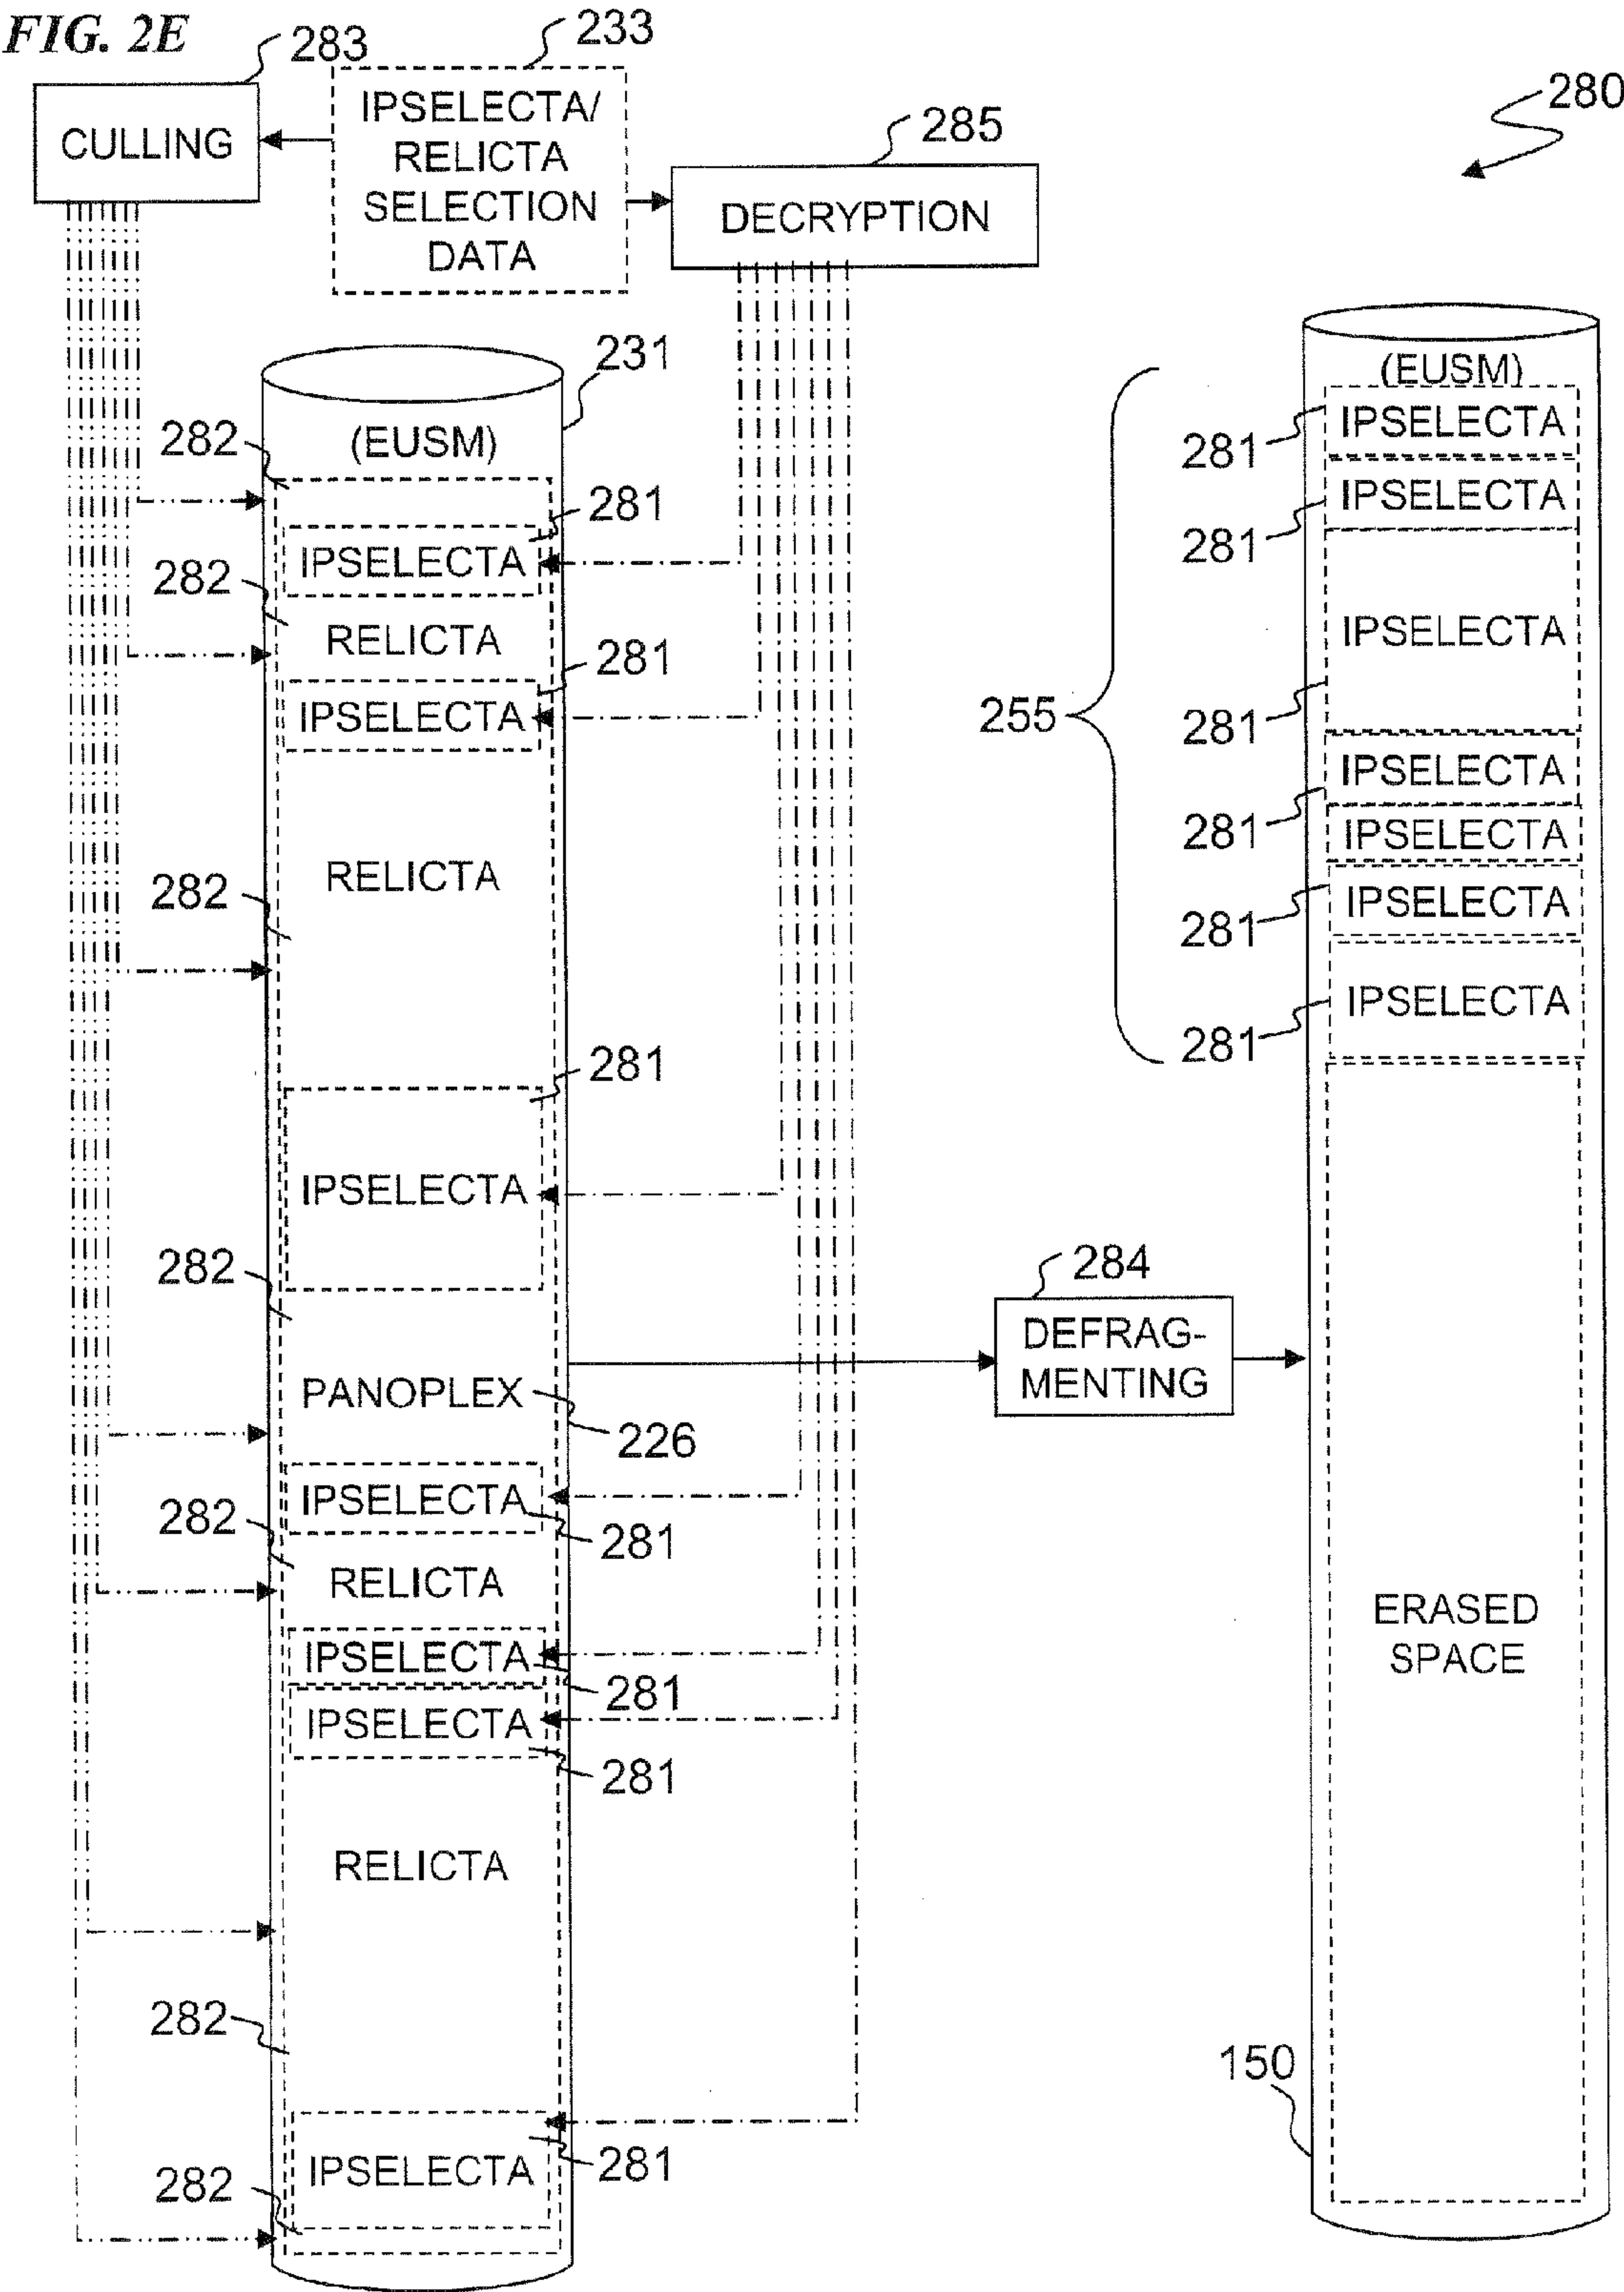 FIG. 2E
283
233
280
CULLING
IPSELECTA/
RELICTA
SELECTION
DATA
285
DECRYPTION
231
(EUSM)
282
281
IPSELECTA
282
RELICTA
281
IPSELECTA
282
RELICTA
281
IPSELECTA
282
PANOPLEX
226
IPSELECTA
281
282
RELICTA
IPSELECTA
281
IPSELECTA
281
RELICTA
282
IPSELECTA
281
282
284
DEFRAG-
MENTING
(EUSM)
255
281
IPSELECTA
281
IPSELECTA
281
IPSELECTA
281
IPSELECTA
IPSELECTA
281
IPSELECTA
281
IPSELECTA
ERASED
SPACE
150